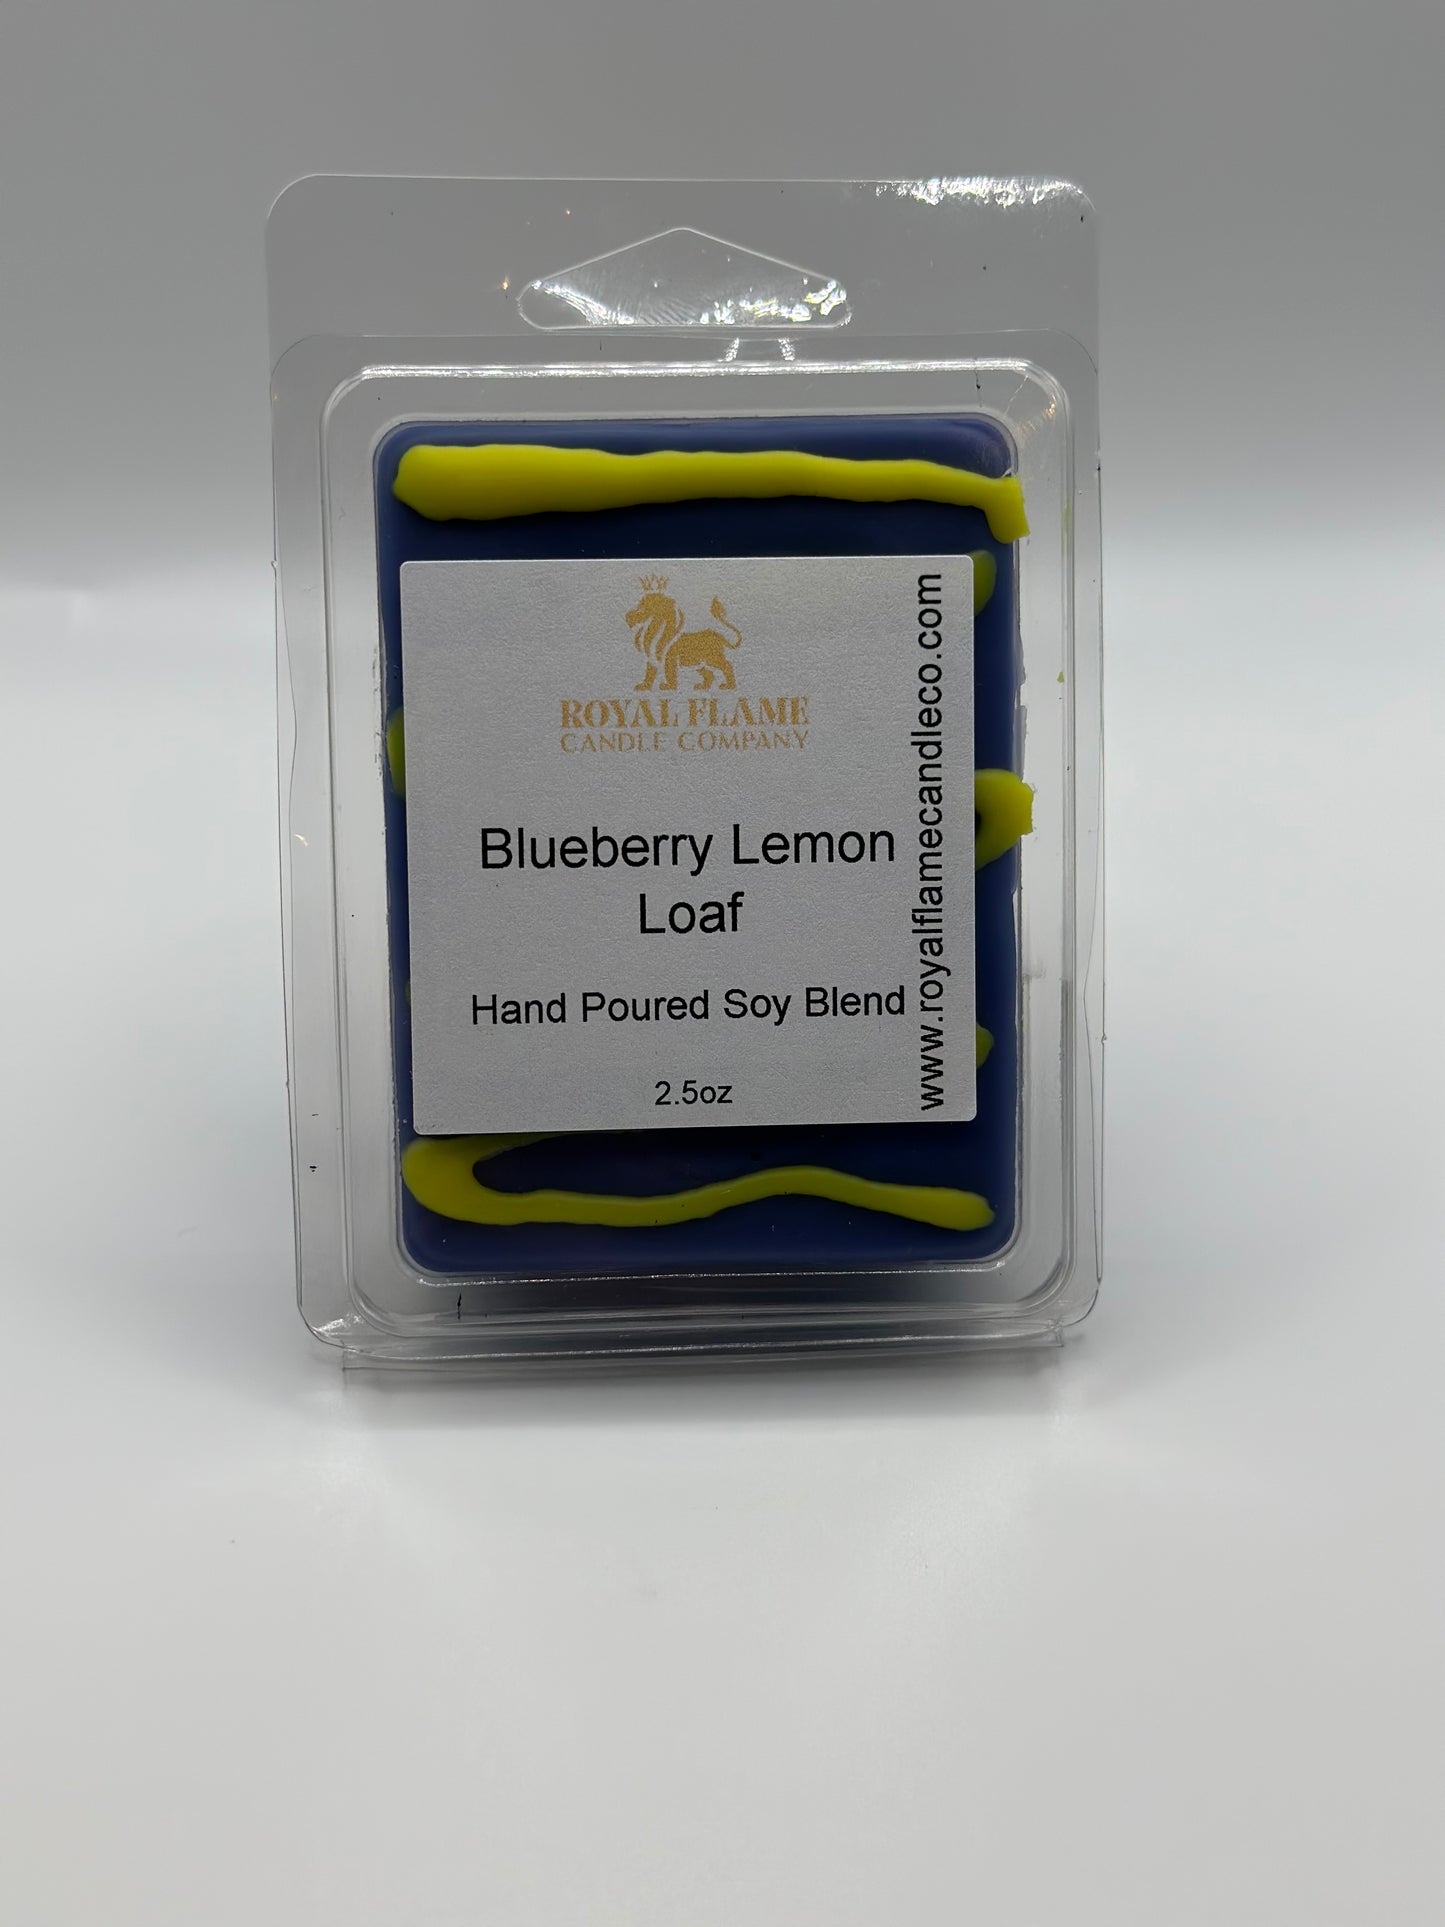 ROYAL FLAME
CANDLE COMPANY
Blueberry Lemon
Loaf
Hand Poured Soy Blend
2.5oz
www.royalflamecandleco.com